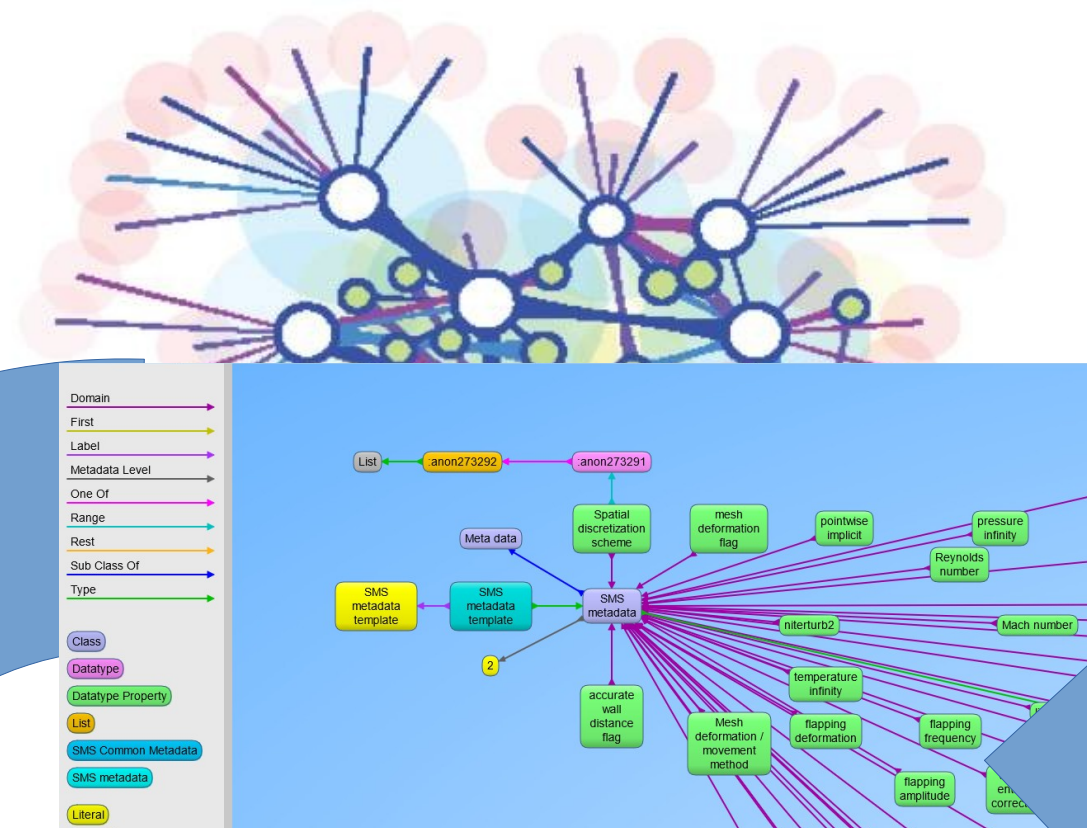 Domain
First
Label
Metadata Level
One Of
Range
Rest
Sub Class Of
Type
Class
Datatype
Datatype Property
List
SMS Common Metadata
SMS metadata
Literal
List
:anon273292
:anon273291
Spatial
discretization
scheme
mesh
deformation
flag
pointwise
implicit
pressure
infinity
Meta data
Reynolds
number
SMS
metadata
template
SMS
metadata
template
SMS
metadata
niterturb2
Mach number
2
temperature
infinity
accurate
wall
distance
flag
Mesh
deformation /
movement
method
flapping
deformation
flapping
frequency
flapping
amplitude